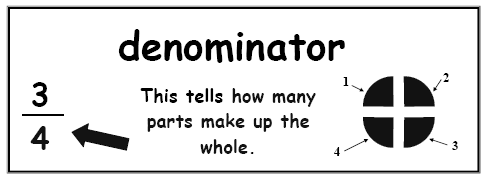 denominator
3
4
This tells how many
parts make up the
whole.
1
2
4
3